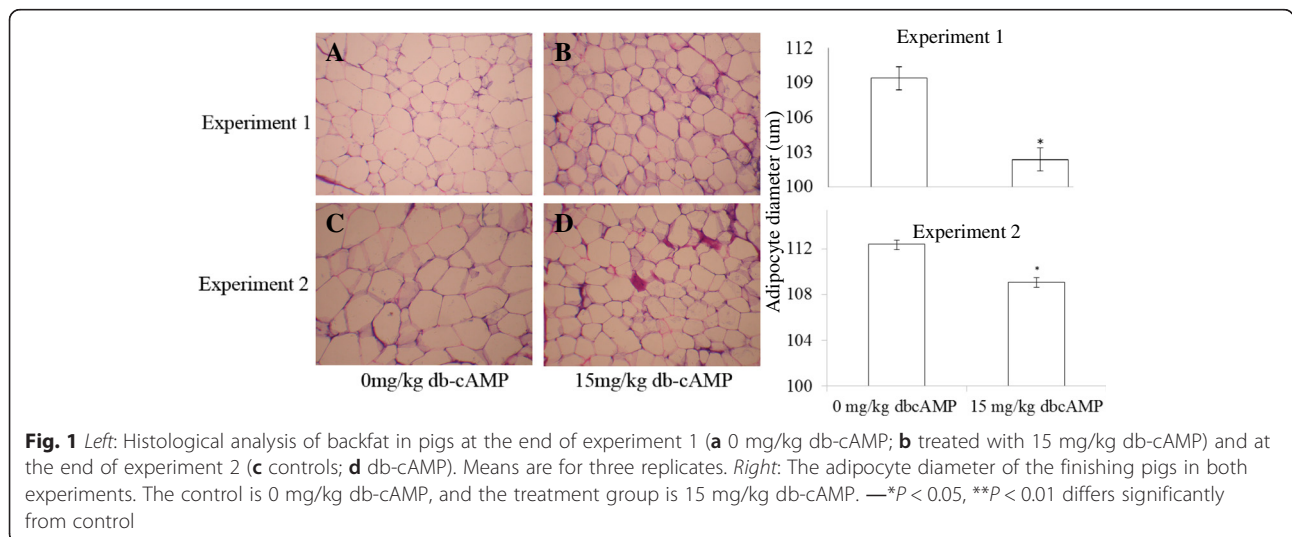 A
B
Experiment 1
C
D
Experiment 2
0mg/kg db-cAMP
15mg/kg db-cAMP
Experiment 1
112
109
106
103
100
*
Adipocyte diameter (um)
Experiment 2
112
108
104
100
*
0 mg/kg dbcAMP
15 mg/kg dbcAMP
Fig. 1 Left: Histological analysis of backfat in pigs at the end of experiment 1 (a 0 mg/kg db-cAMP; b treated with 15 mg/kg db-cAMP) and at
the end of experiment 2 (c controls; d db-cAMP). Means are for three replicates. Right: The adipocyte diameter of the finishing pigs in both
experiments. The control is 0 mg/kg db-cAMP, and the treatment group is 15 mg/kg db-cAMP. —*P < 0.05, **P < 0.01 differs significantly
from control